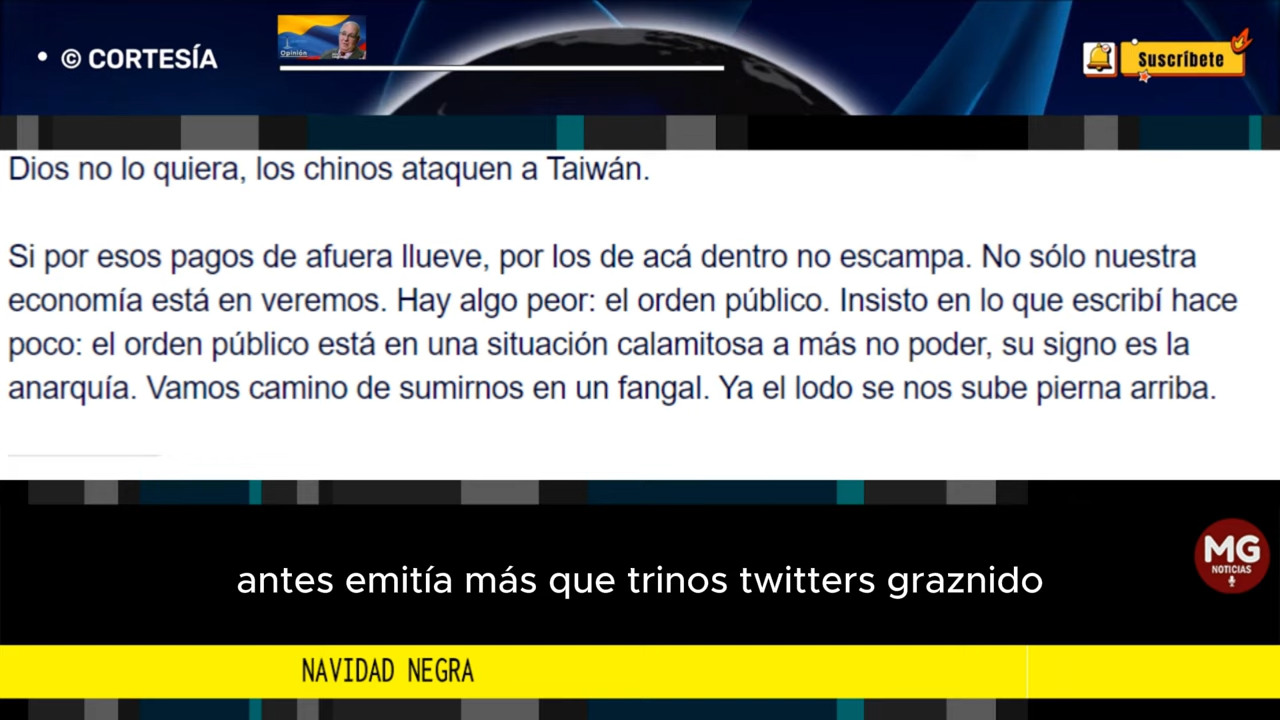 • © CORTESÍA
Opinión
Suscríbete
Dios no lo quiera, los chinos ataquen a Taiwán.
Si por esos pagos de afuera llueve, por los de acá dentro no escampa. No sólo nuestra
economía está en veremos. Hay algo peor: el orden público. Insisto en lo que escribí hace
poco: el orden público está en una situación calamitosa a más no poder, su signo es la
anarquía. Vamos camino de sumirnos en un fangal. Ya el lodo se nos sube pierna arriba.
MG
NOTICIAS
antes emitía más que trinos twitters graznido
NAVIDAD NEGRA